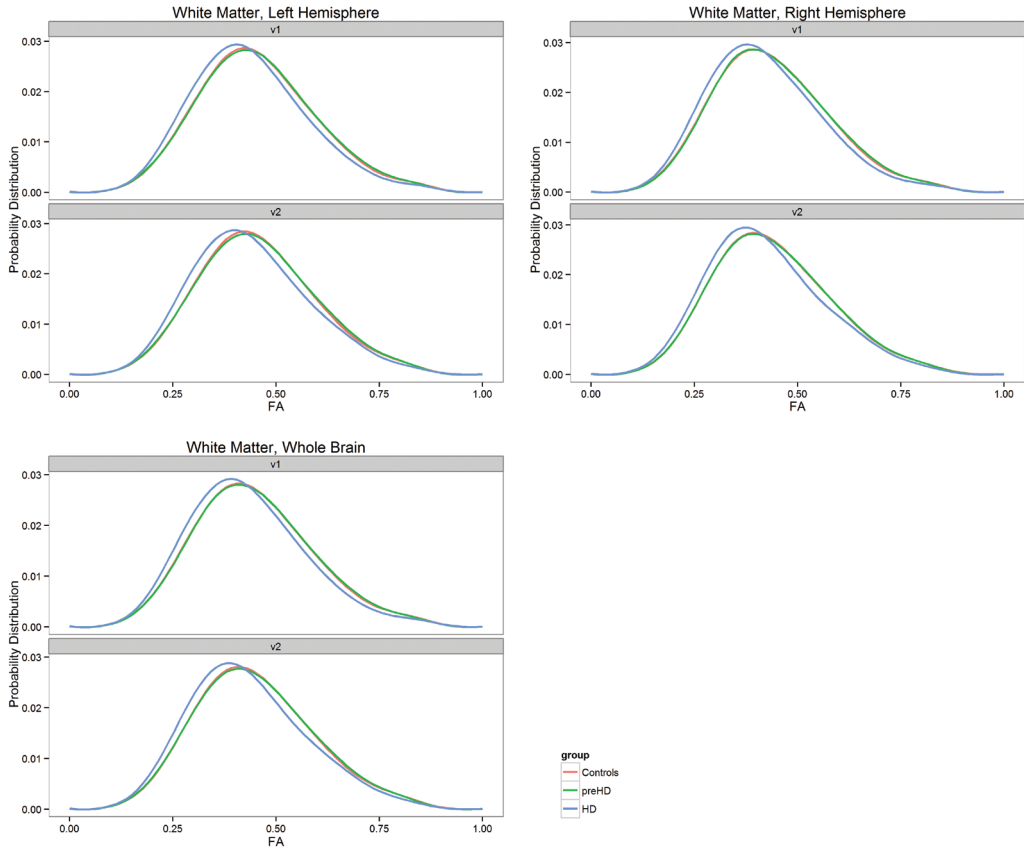 White Matter, Left Hemisphere
v1
0.03
0.02
0.01
0.00
v2
0.03
0.02
0.01
0.00
Probability Distribution
0.00 0.25 0.50 0.75 1.00
FA
White Matter, Right Hemisphere
v1
0.03
0.02
0.01
0.00
v2
0.03
0.02
0.01
0.00
Probability Distribution
0.00 0.25 0.50 0.75 1.00
FA
White Matter, Whole Brain
v1
0.03
0.02
0.01
0.00
v2
0.03
0.02
0.01
0.00
Probability Distribution
0.00 0.25 0.50 0.75 1.00
FA
group
Controls
preHD
HD